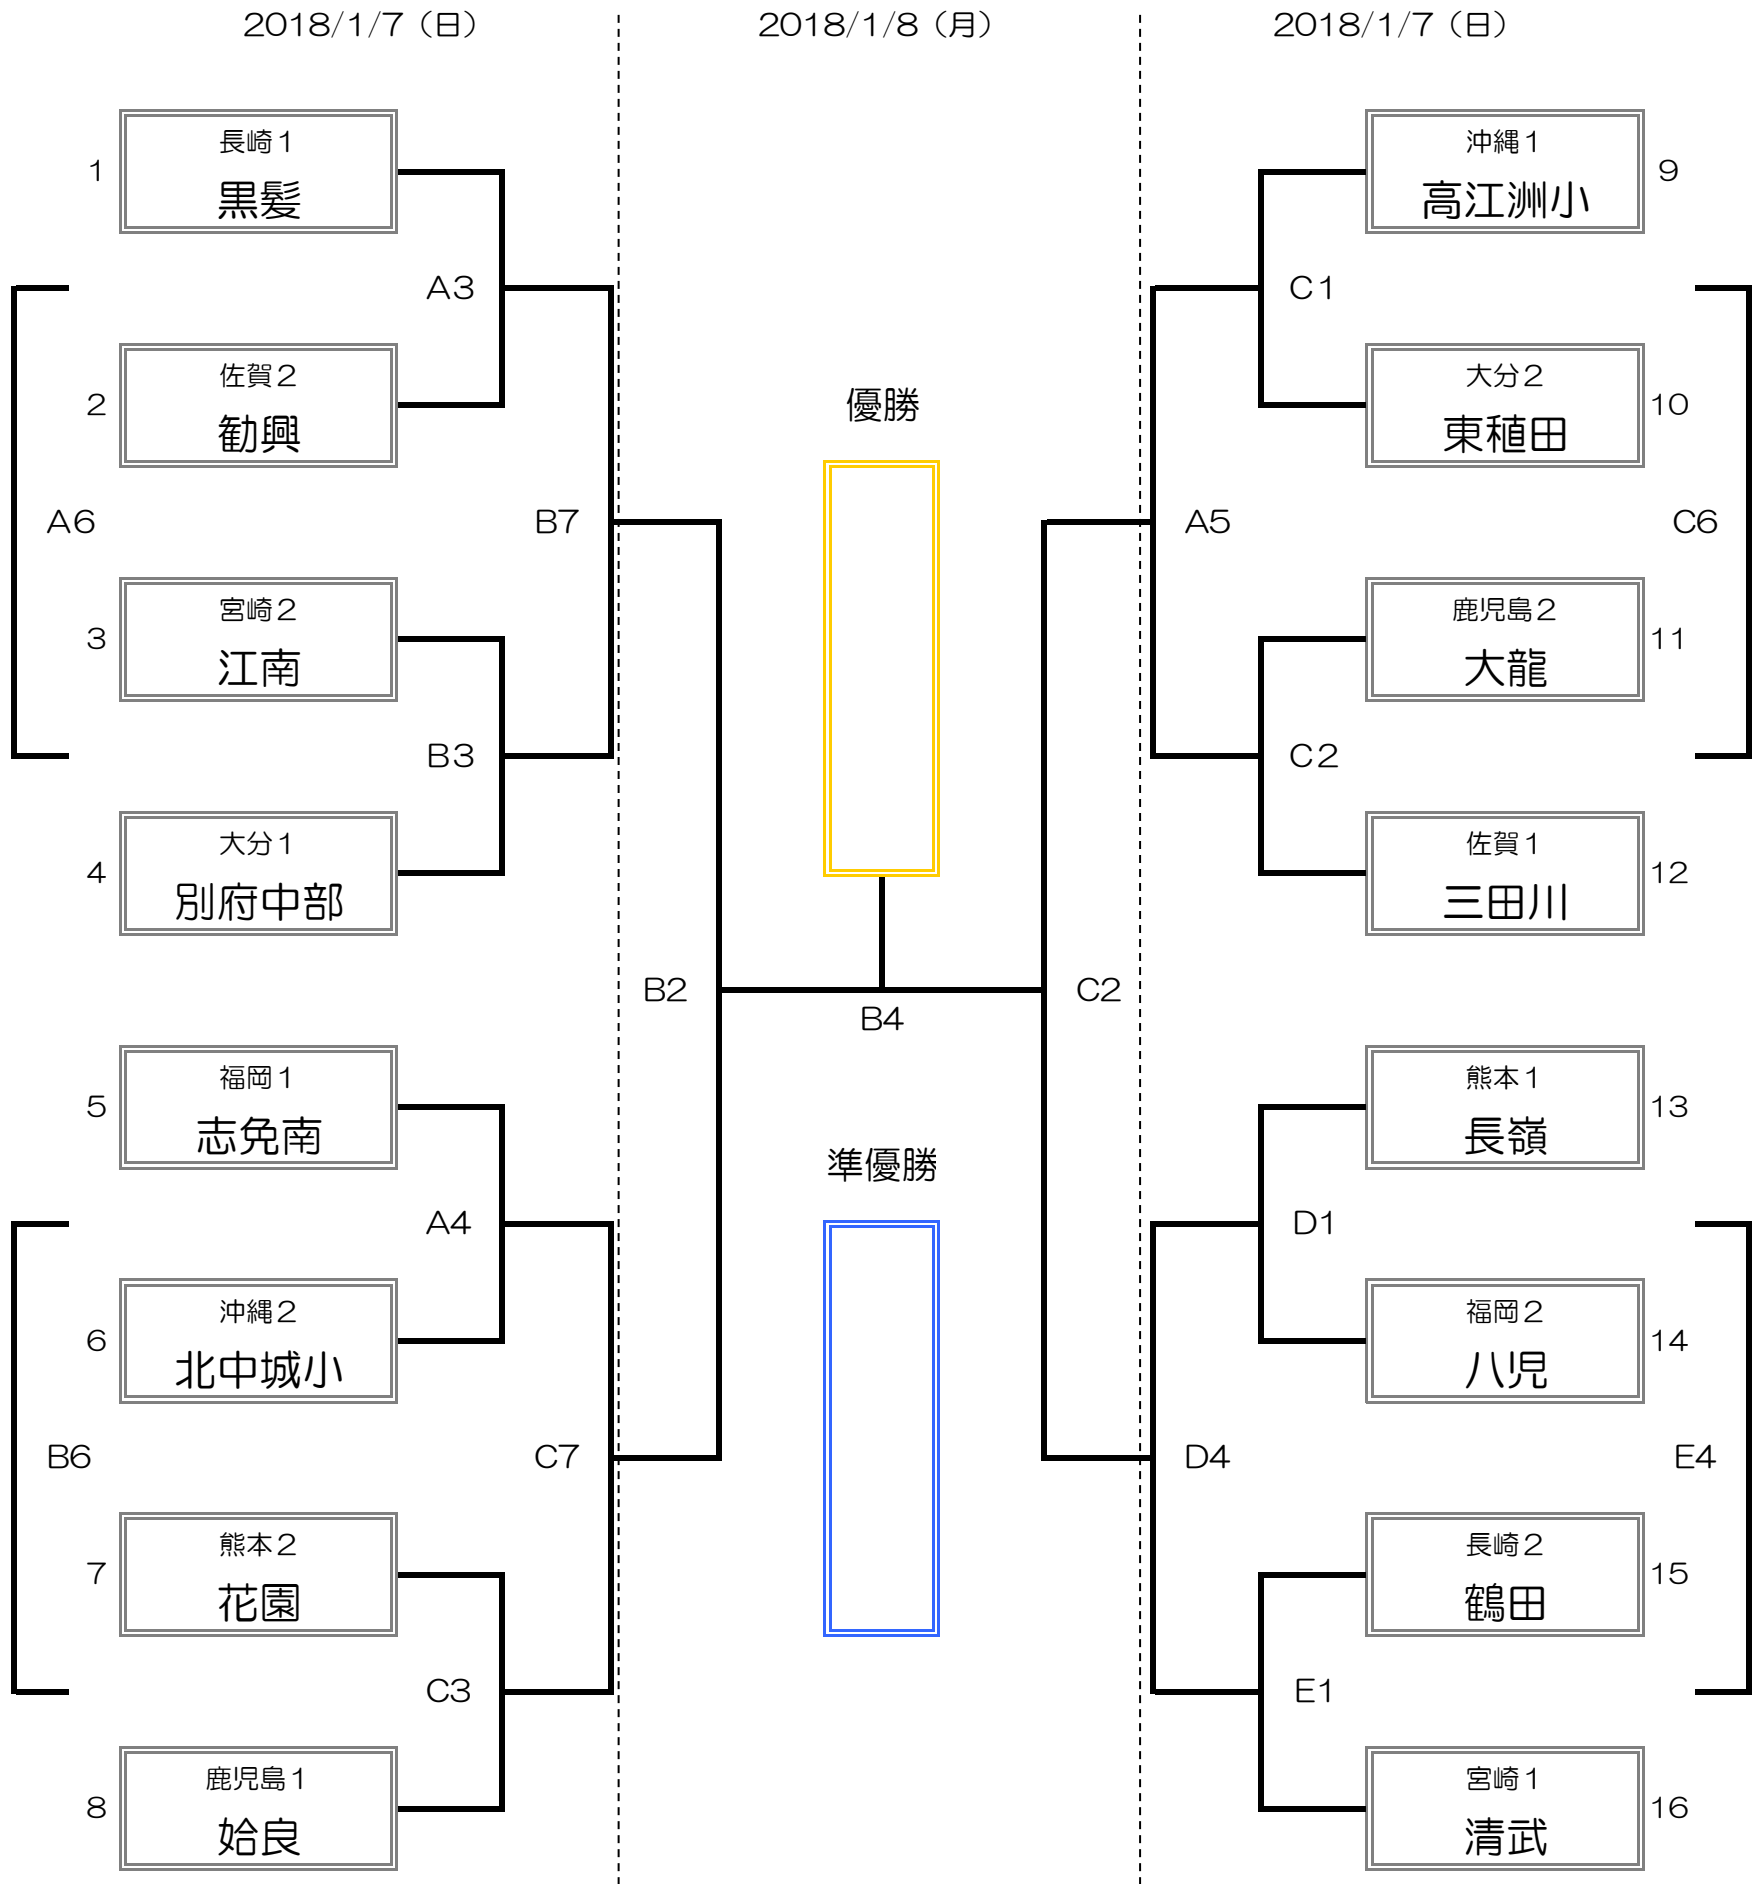 2018/1/7（日）
2018/1/8（月）
2018/1/7（日）
1
長崎１
黒髪
A3
2
佐賀２
勧興
A6
B7
3
宮崎２
江南
B3
4
大分１
別府中部
5
福岡１
志免南
A4
6
沖縄２
北中城小
B6
C7
7
熊本２
花園
C3
8
鹿児島１
姶良
B2
優勝
B4
準優勝
C2
沖縄１
高江洲小
9
C1
大分２
東稙田
10
A5
C6
鹿児島２
大龍
11
C2
佐賀１
三田川
12
熊本１
長嶺
13
D1
福岡２
八児
14
D4
E4
長崎２
鶴田
15
E1
宮崎１
清武
16